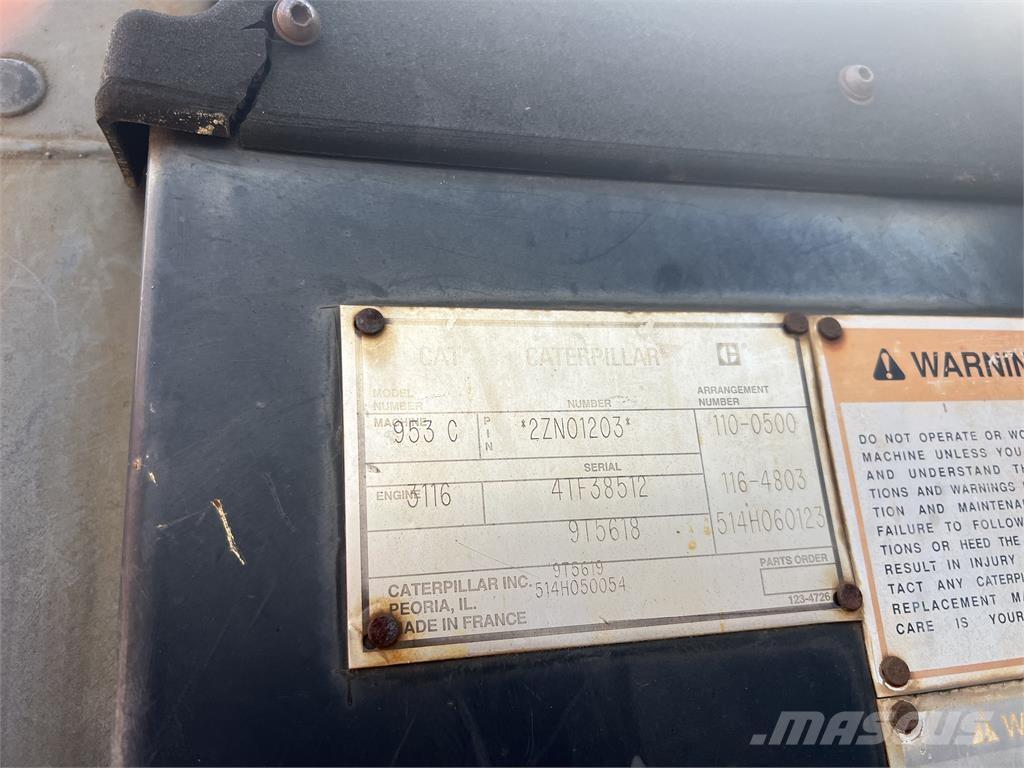 CAT CATERPILLAR
MODEL NUMBER NUMBER ARRANGEMENT NUMBER
MACHINE 953 C PIN *2ZN01203* 110-0500
SERIAL
ENGINE 3116 4TF38512 116-4803
9T5618 514H060123
9T5619
514H050054
PARTS ORDER
CATERPILLAR INC.
PEORIA, IL.
MADE IN FRANCE
123-4726
WARNIN
DO NOT OPERATE OR WO
MACHINE UNLESS YOU
AND UNDERSTAND TH
TIONS AND WARNINGS
TION AND MAINTENA
FAILURE TO FOLLOW
TIONS OR HEED THE
RESULT IN INJURY
TACT ANY CATERPI
REPLACEMENT MA
CARE IS YOUR
W
MASCUS